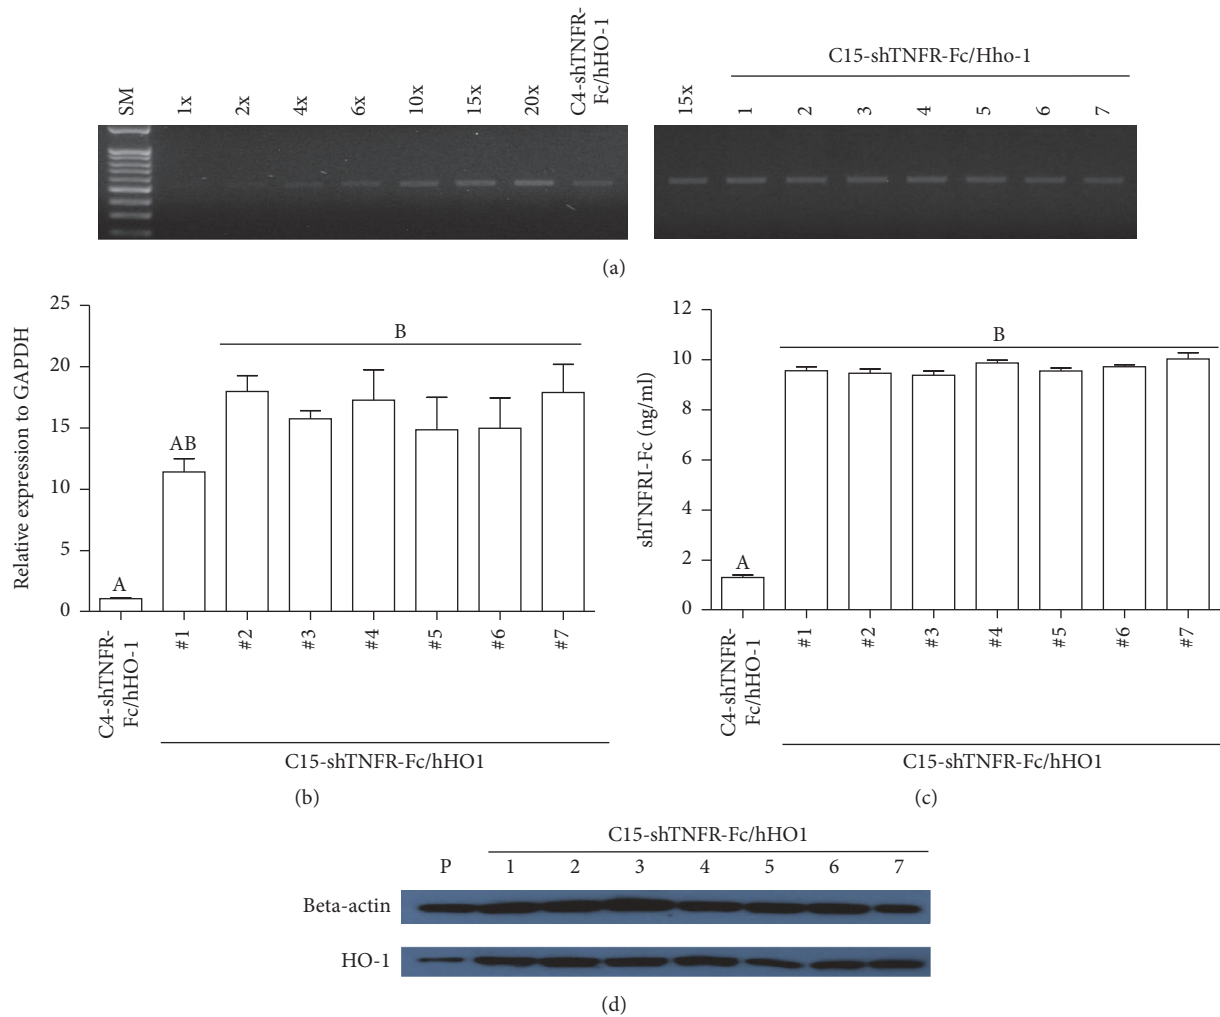 SM
1x
2x
4x
6x
10x
15x
20x
C4-shTNFR-
Fc/hHO-1
C15-shTNFR-Fc/Hho-1
15x
1
2
3
4
5
6
7
(a)
25
20
15
10
5
0
Relative expression to GAPDH
A
AB
B
C4-shTNFR-
Fc/hHO-1
#1
#2
#3
#4
#5
#6
#7
C15-shTNFR-Fc/hHO1
(b)
12
10
8
6
4
2
0
shTNFRI-Fc (ng/ml)
A
B
C4-shTNFR-
Fc/hHO-1
#1
#2
#3
#4
#5
#6
#7
C15-shTNFR-Fc/hHO1
(c)
C15-shTNFR-Fc/hHO1
P 1 2 3 4 5 6 7
Beta-actin
HO-1
(d)